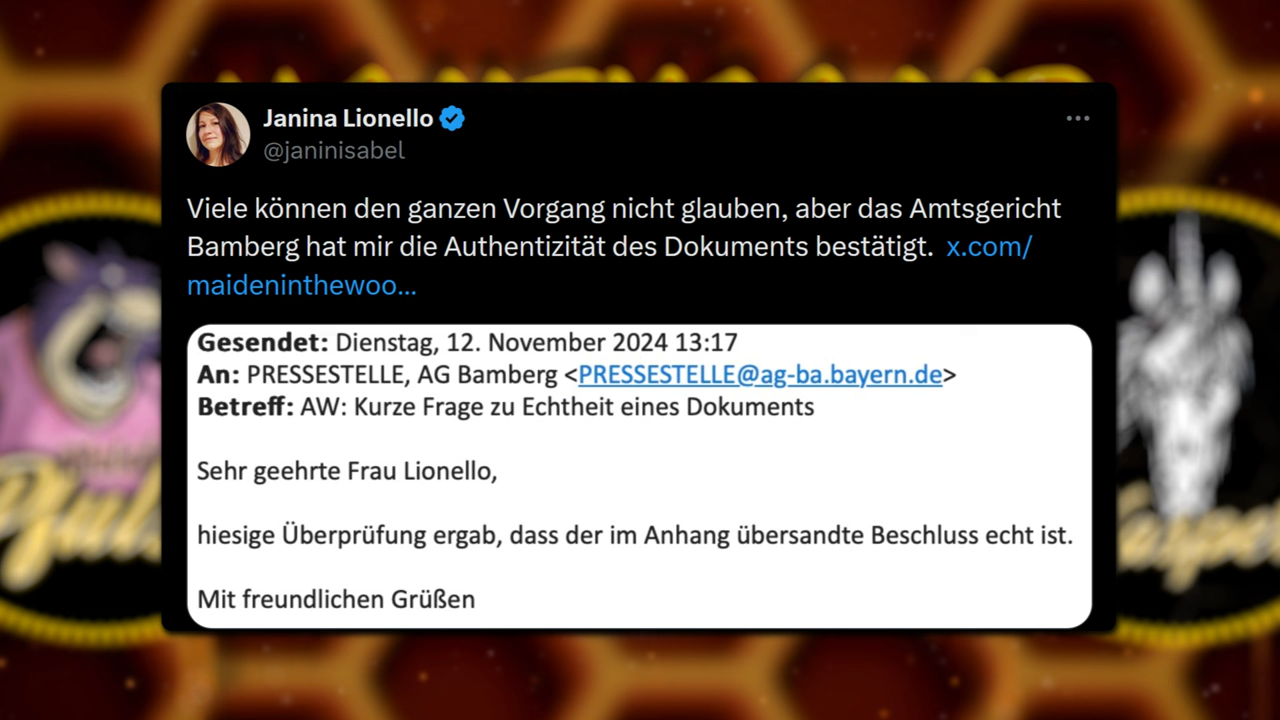 Janina Lionello
@janinisabel
Viele können den ganzen Vorgang nicht glauben, aber das Amtsgericht
Bamberg hat mir die Authentizität des Dokuments bestätigt. x.com/
maideninthewoo...
Gesendet: Dienstag, 12. November 2024 13:17
An: PRESSESTELLE, AG Bamberg <PRESSESTELLE@ag-ba.bayern.de>
Betreff: AW: Kurze Frage zu Echtheit eines Dokuments
Sehr geehrte Frau Lionello,
hiesige Überprüfung ergab, dass der im Anhang übersandte Beschluss echt ist.
Mit freundlichen Grüßen